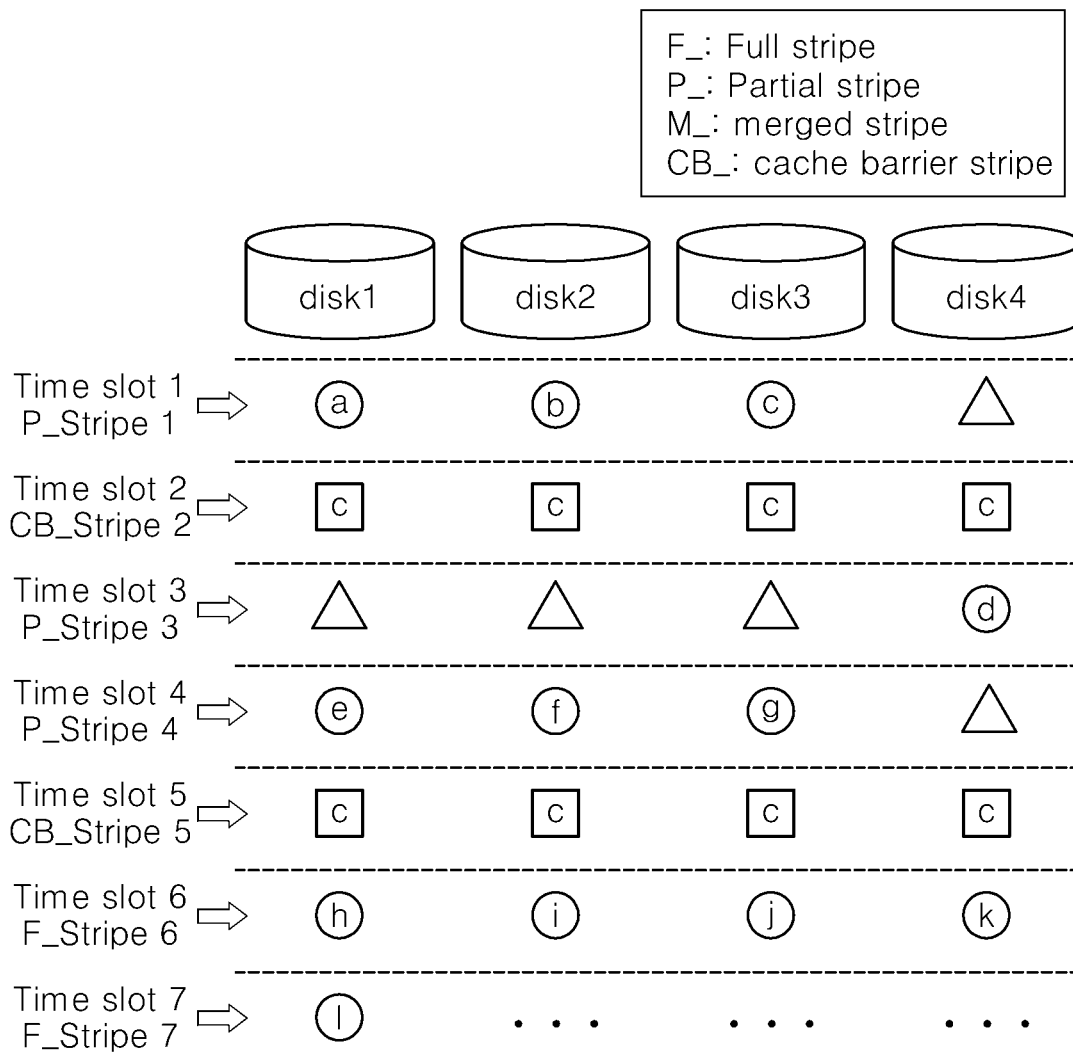 F_: Full stripe
P_: Partial stripe
M_: merged stripe
CB_: cache barrier stripe
disk1 disk2 disk3 disk4
Time slot 1
P_Stripe 1
a b c
Time slot 2
CB_Stripe 2
c c c c
Time slot 3
P_Stripe 3
d
Time slot 4
P_Stripe 4
e f g
Time slot 5
CB_Stripe 5
c c c c
Time slot 6
F_Stripe 6
h i j k
Time slot 7
F_Stripe 7
l ... ... ...